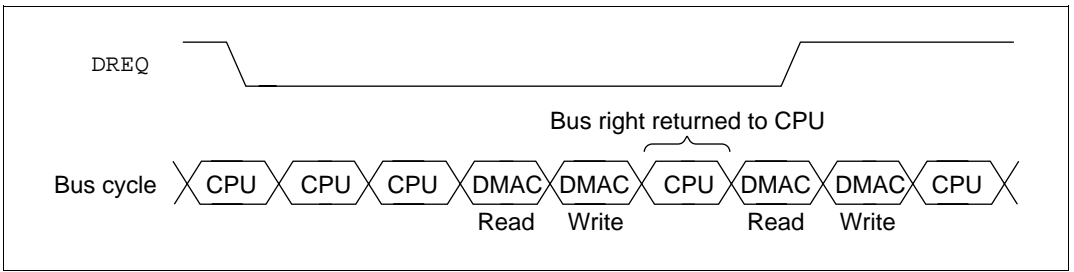 DREQ
Bus right returned to CPU
Bus cycle CPU CPU CPU DMAC DMAC CPU DMAC DMAC CPU
Read Write Read Write